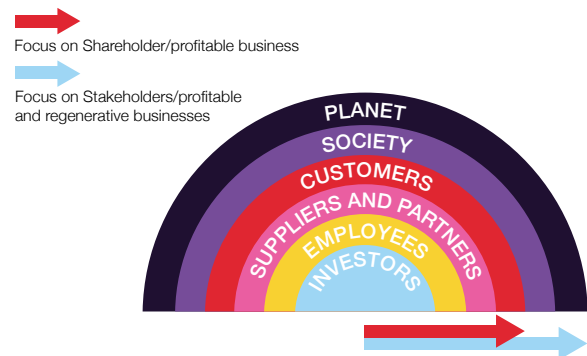 Focus on Shareholder/profitable business
Focus on Stakeholders/profitable
and regenerative businesses
PLANET
SOCIETY
CUSTOMERS
SUPPLIERS AND PARTNERS
EMPLOYEES
INVESTORS